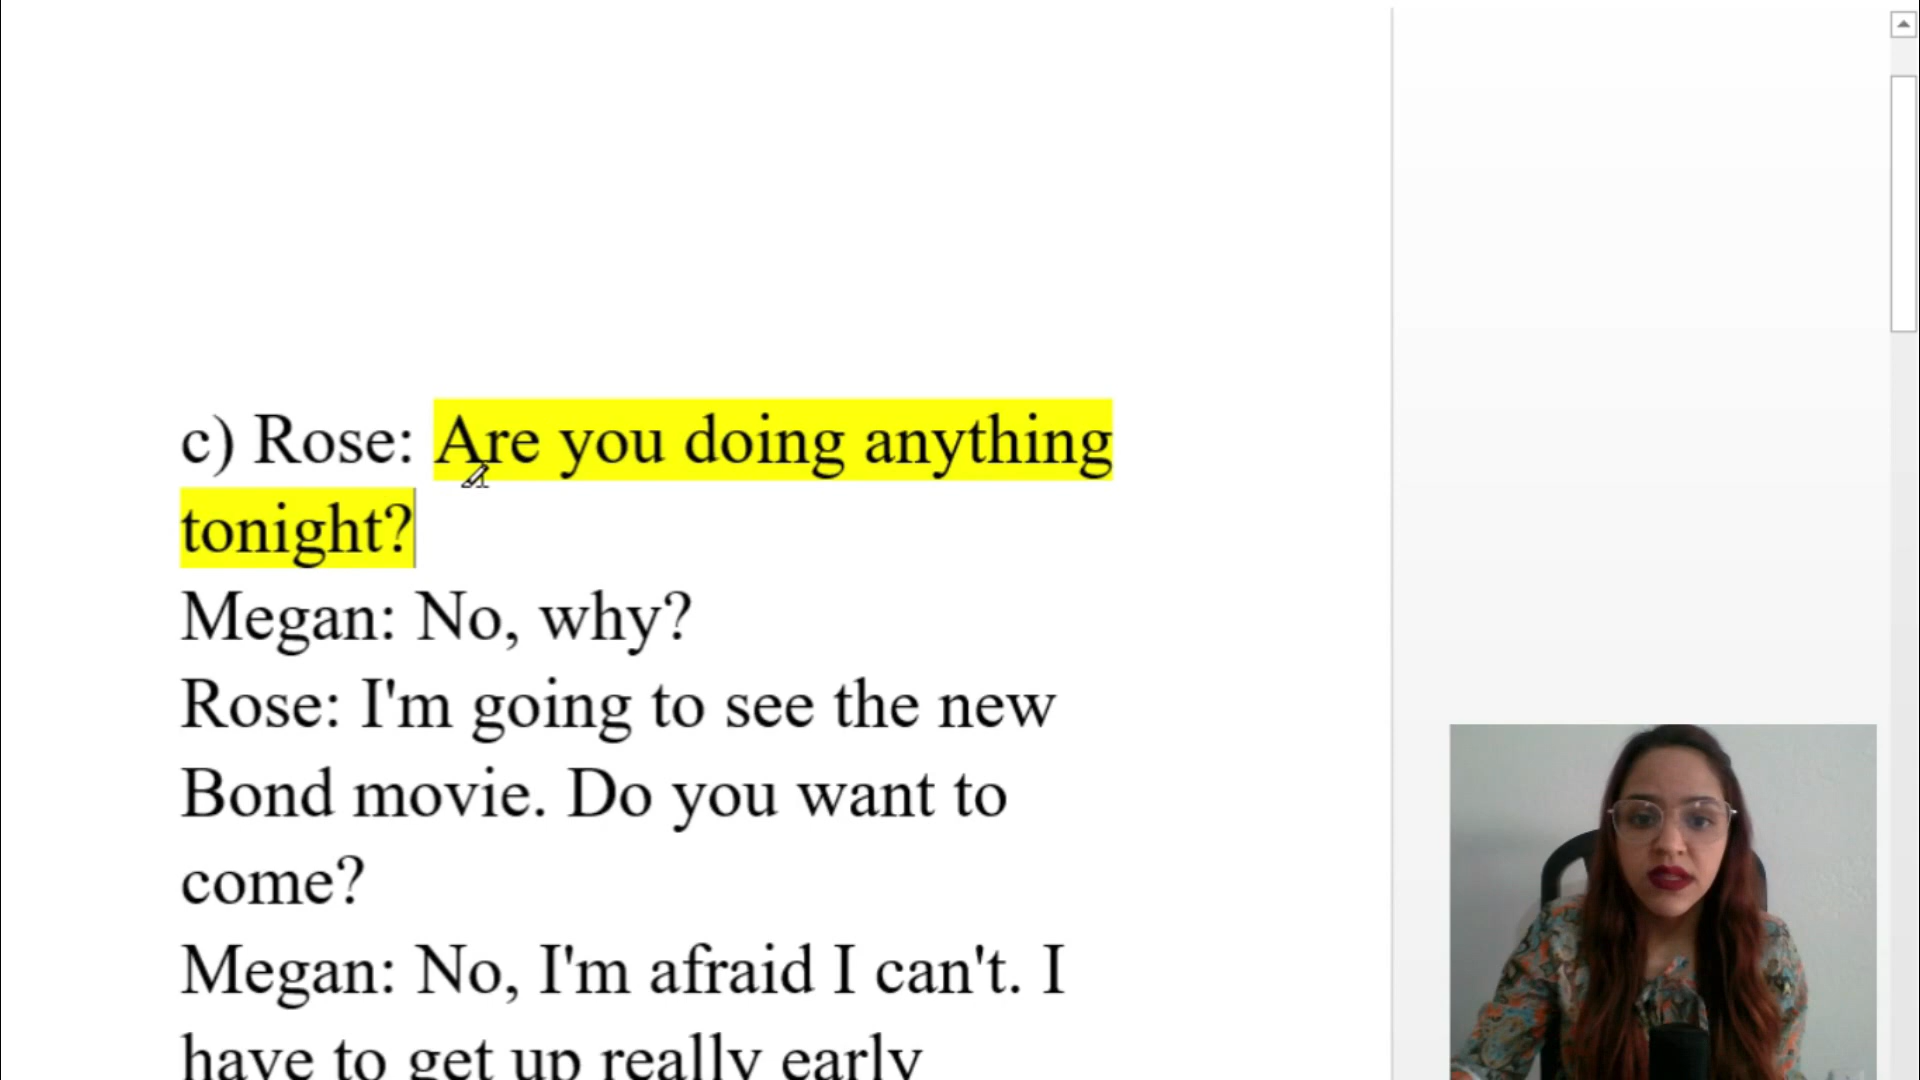 c) Rose: Are you doing anything
tonight?
Megan: No, why?
Rose: I'm going to see the new
Bond movie. Do you want to
come?
Megan: No, I'm afraid I can't. I
have to get up really early